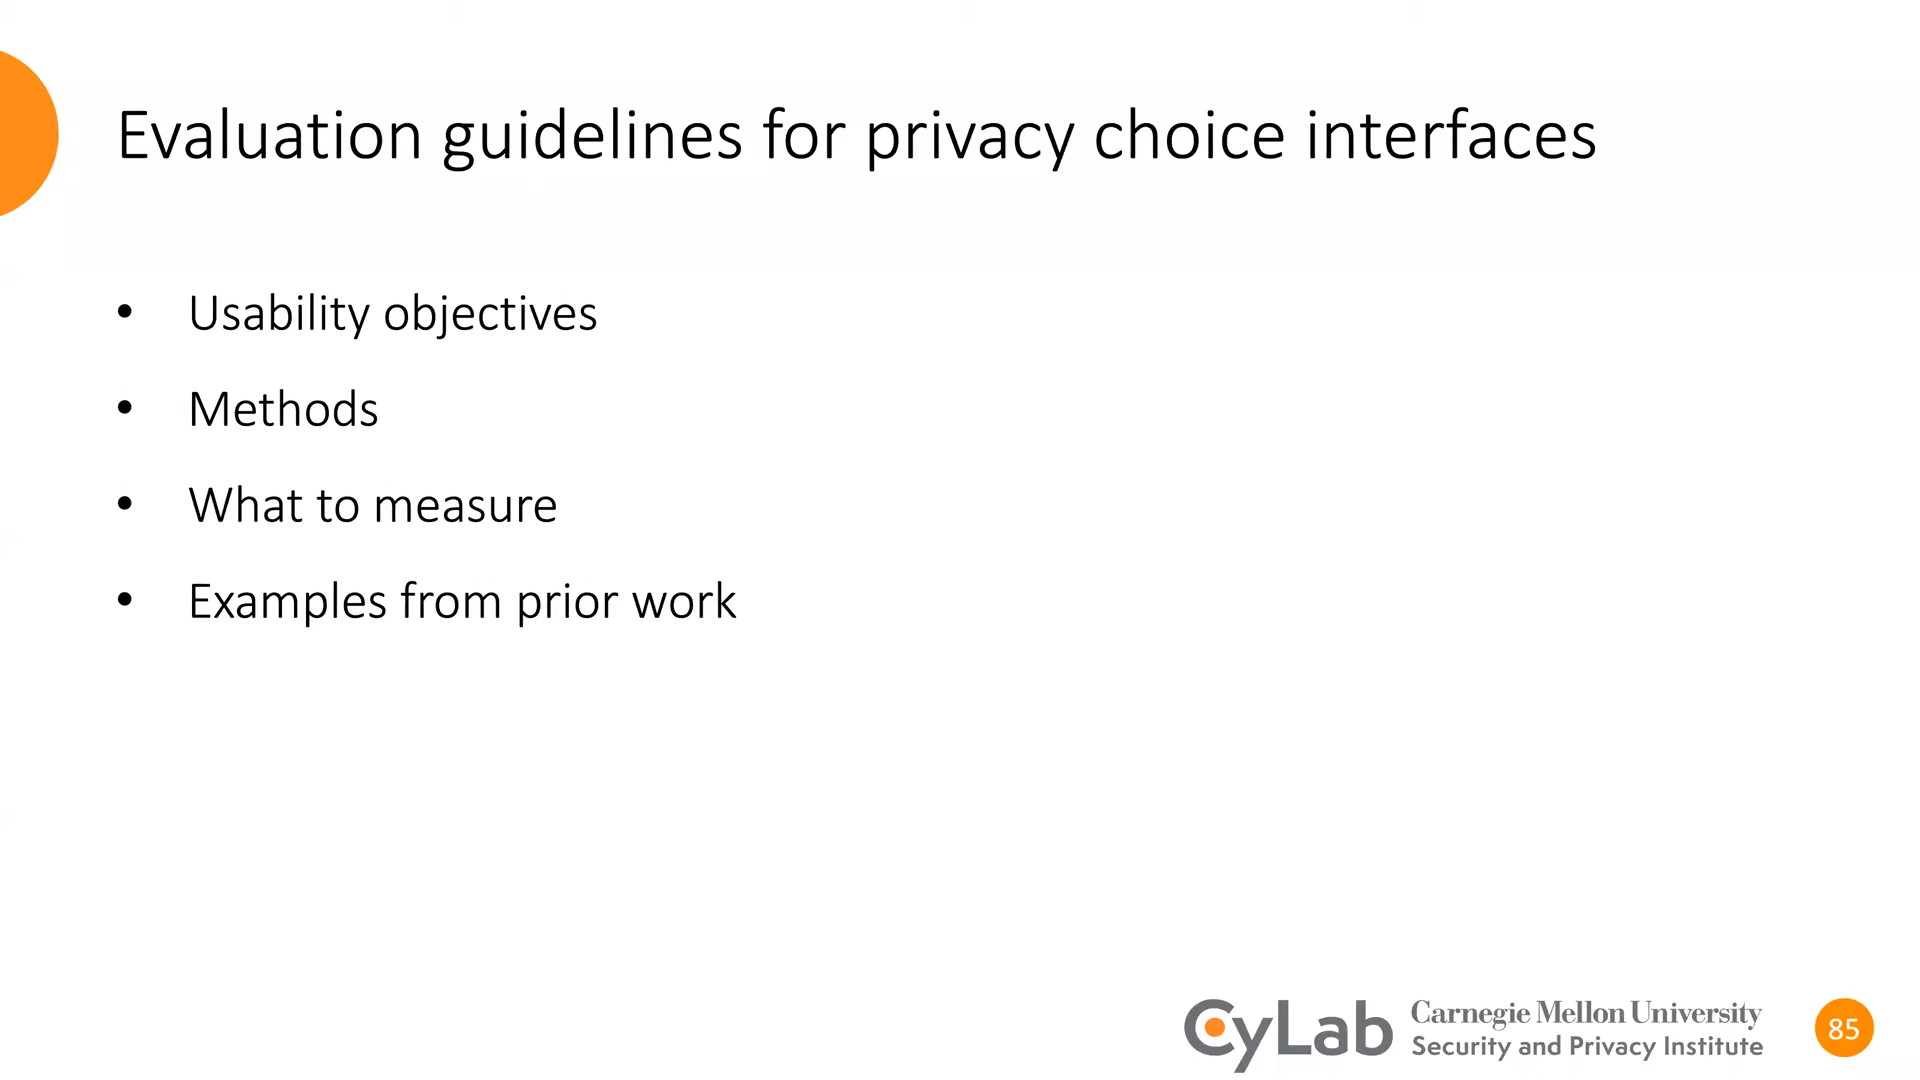 Evaluation guidelines for privacy choice interfaces
• Usability objectives
• Methods
• What to measure
• Examples from prior work
CyLab
Carnegie Mellon University
Security and Privacy Institute
85